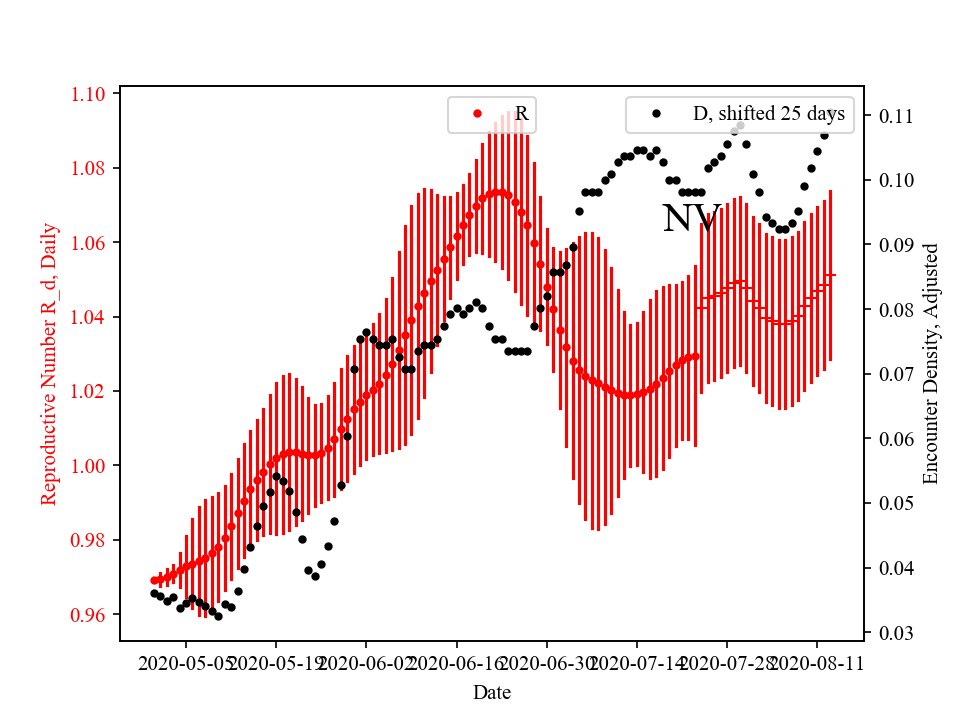 R
D, shifted 25 days
NV
Reproductive Number R_d, Daily
1.10
1.08
1.06
1.04
1.02
1.00
0.98
0.96
Encounter Density, Adjusted
0.11
0.10
0.09
0.08
0.07
0.06
0.05
0.04
0.03
2020-05-05 2020-05-19 2020-06-02 2020-06-16 2020-06-30 2020-07-14 2020-07-28 2020-08-11
Date